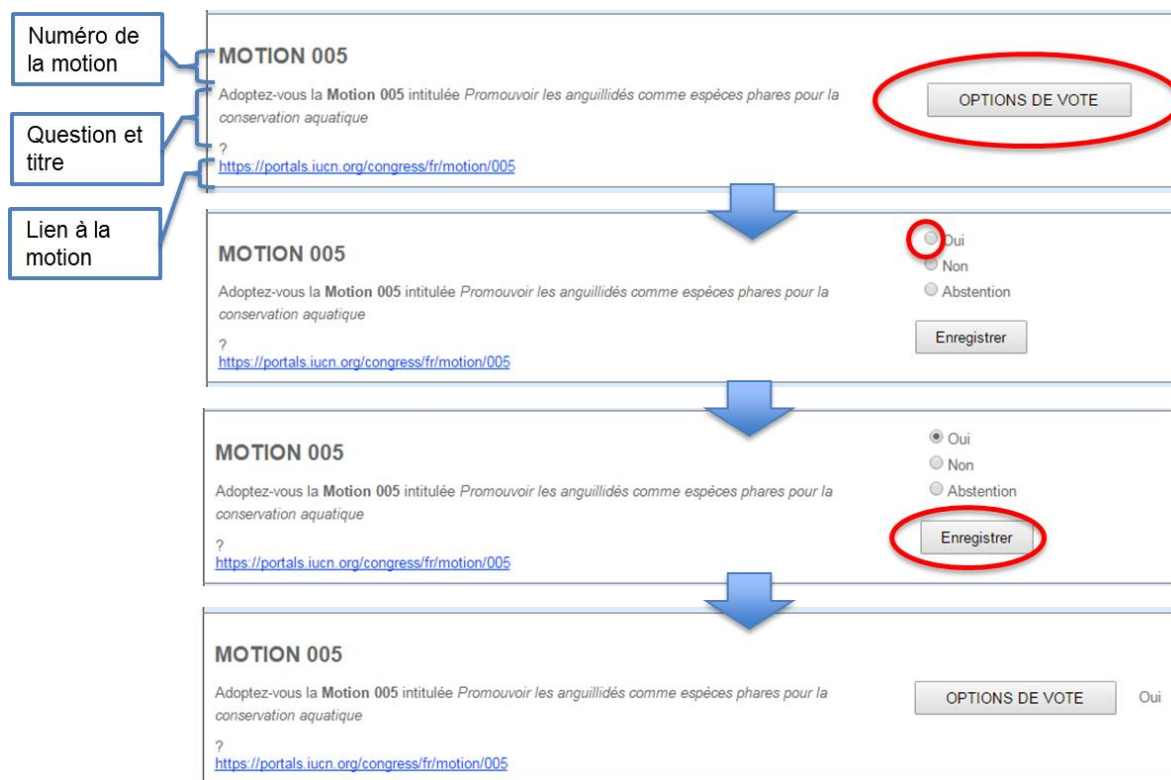 Numéro de
la motion
Question et
titre
Lien à la
motion
MOTION 005
Adoptez-vous la Motion 005 intitulée Promouvoir les anguillidés comme espèces phares pour la
conservation aquatique
?
https://portals.iucn.org/congress/fr/motion/005
OPTIONS DE VOTE
MOTION 005
Adoptez-vous la Motion 005 intitulée Promouvoir les anguillidés comme espèces phares pour la
conservation aquatique
?
https://portals.iucn.org/congress/fr/motion/005
Oui
Non
Abstention
Enregistrer
MOTION 005
Adoptez-vous la Motion 005 intitulée Promouvoir les anguillidés comme espèces phares pour la
conservation aquatique
?
https://portals.iucn.org/congress/fr/motion/005
Oui
Non
Abstention
Enregistrer
MOTION 005
Adoptez-vous la Motion 005 intitulée Promouvoir les anguillidés comme espèces phares pour la
conservation aquatique
?
https://portals.iucn.org/congress/fr/motion/005
OPTIONS DE VOTE Oui